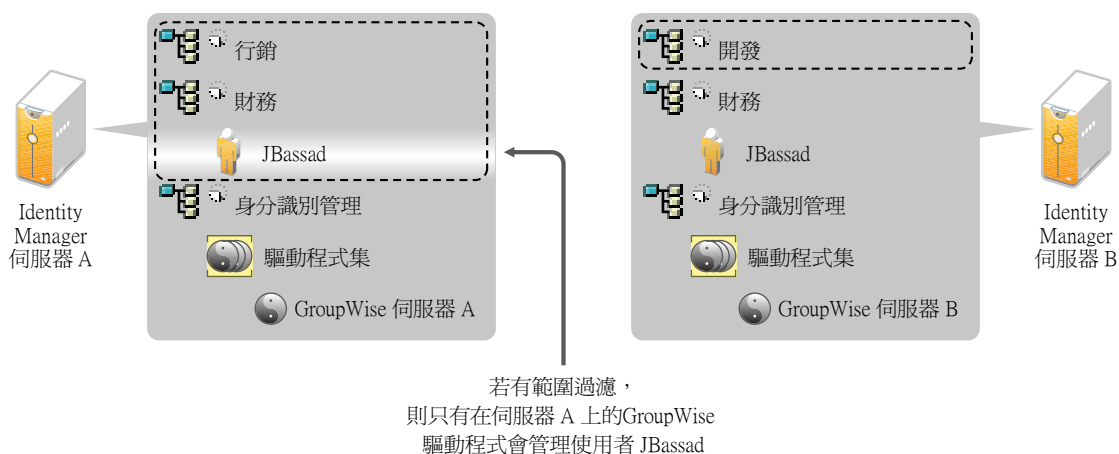 行銷
財務
JBassad
身分識別管理
驅動程式集
GroupWise 伺服器 A
Identity
Manager
伺服器 A
開發
財務
JBassad
身分識別管理
驅動程式集
GroupWise 伺服器 B
Identity
Manager
伺服器 B
若有範圍過濾，
則只有在伺服器 A 上的GroupWise
驅動程式會管理使用者 JBassad